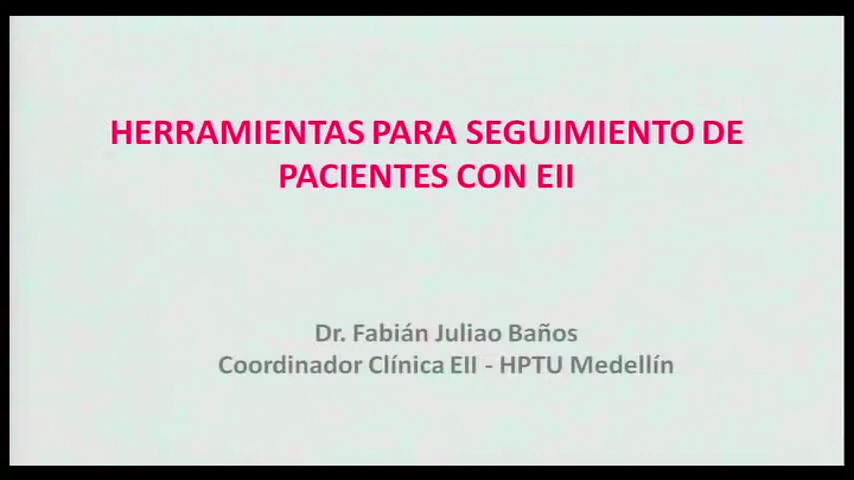 HERRAMIENTAS PARA SEGUIMIENTO DE
PACIENTES CON EII
Dr. Fabián Juliao Baños
Coordinador Clínica EII - HPTU Medellín